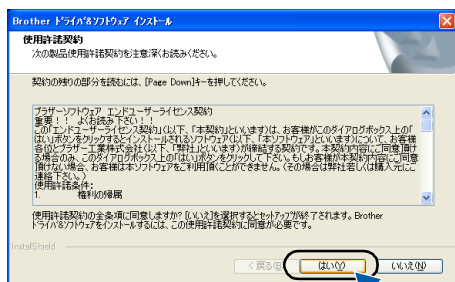 Brother ﾄﾞﾗｲﾊﾞ&ｿﾌﾄｳｪｱ ｲﾝｽﾄｰﾙ
使用許諾契約
次の製品使用許諾契約を注意深くお読みください。
契約の残りの部分を読むには、[Page Down]キーを押してください。
ブラザーソフトウェア エンドユーザーライセンス契約
重要！！ よくお読み下さい！！
この「エンドユーザーライセンス契約」(以下、「本契約」といいます)は、お客様がこのダイアログボックス上の「
はい」ボタンをクリックするとインストールされるソフトウェア(以下、「本ソフトウェア」といいます)について、お客様
各位とブラザー工業株式会社(以下、「弊社」といいます)が締結する契約です。本契約内容にご同意頂け
る場合のみ、このダイアログボックス上の「はい」ボタンをクリックして下さい。もしお客様が本契約内容にご同意
頂けない場合、お客様は本ソフトウェアをご利用頂くことができません。(その場合は弊社若しくは購入元にご
連絡下さい。)
使用許諾条件:
1. 権利の帰属
使用許諾契約の全条項に同意しますか? [いいえ]を選択するとセットアップが終了されます。Brother
ドライバ&ソフトウェアをインストールするには、この使用許諾契約に同意が必要です。
InstallShield
< 戻る(B) はい(Y) いいえ(N)